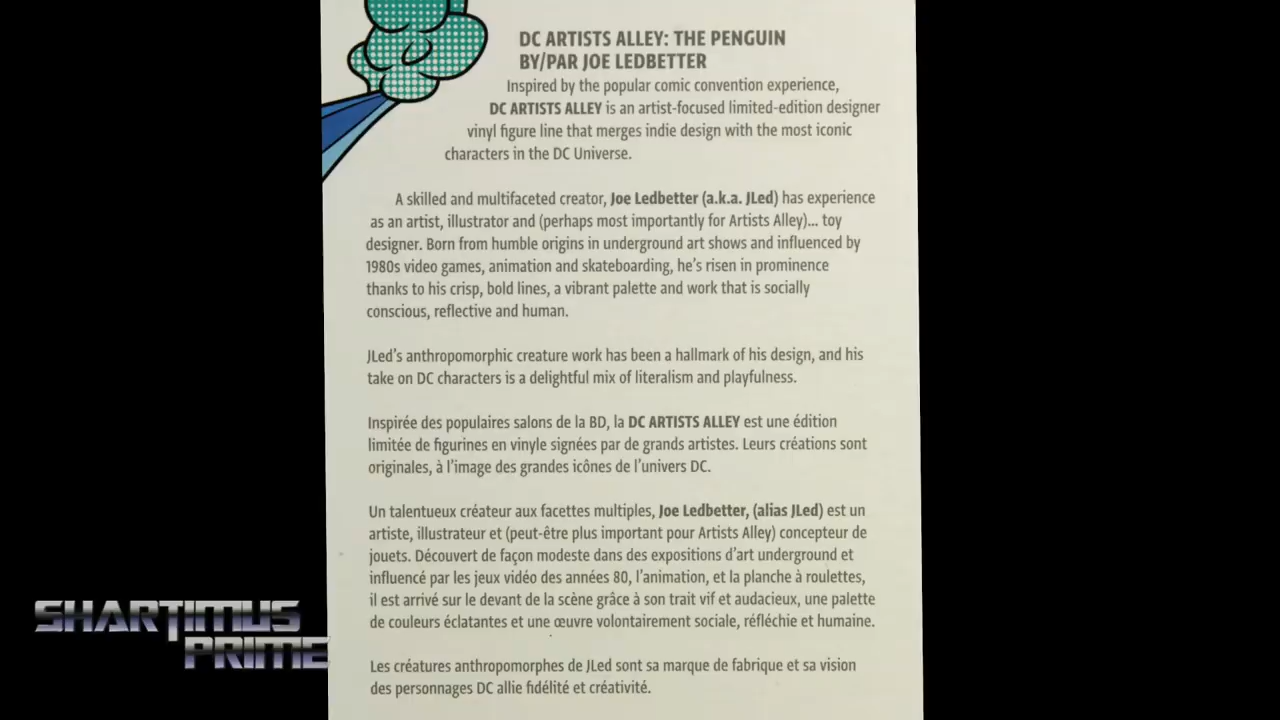 DC ARTISTS ALLEY: THE PENGUIN
BY/PAR JOE LEDBETTER
Inspired by the popular comic convention experience,
DC ARTISTS ALLEY is an artist-focused limited-edition designer
vinyl figure line that merges indie design with the most iconic
characters in the DC Universe.
A skilled and multifaceted creator, Joe Ledbetter (a.k.a. JLed) has experience
as an artist, illustrator and (perhaps most importantly for Artists Alley)... toy
designer. Born from humble origins in underground art shows and influenced by
1980s video games, animation and skateboarding, he's risen in prominence
thanks to his crisp, bold lines, a vibrant palette and work that is socially
conscious, reflective and human.
JLed's anthropomorphic creature work has been a hallmark of his design, and his
take on DC characters is a delightful mix of literalism and playfulness.
Inspirée des populaires salons de la BD, la DC ARTISTS ALLEY est une édition
limitée de figurines en vinyle signées par de grands artistes. Leurs créations sont
originales, à l'image des grandes icônes de l'univers DC.
Un talentueux créateur aux facettes multiples, Joe Ledbetter, (alias JLed) est un
artiste, illustrateur et (peut-être plus important pour Artists Alley) concepteur de
jouets. Découvert de façon modeste dans des expositions d'art underground et
influencé par les jeux vidéo des années 80, l'animation, et la planche à roulettes,
il est arrivé sur le devant de la scène grâce à son trait vif et audacieux, une palette
de couleurs éclatantes et une œuvre volontairement sociale, réfléchie et humaine.
Les créatures anthropomorphes de JLed sont sa marque de fabrique et sa vision
des personnages DC allie fidélité et créativité.
SHARTIMUS
PRIME